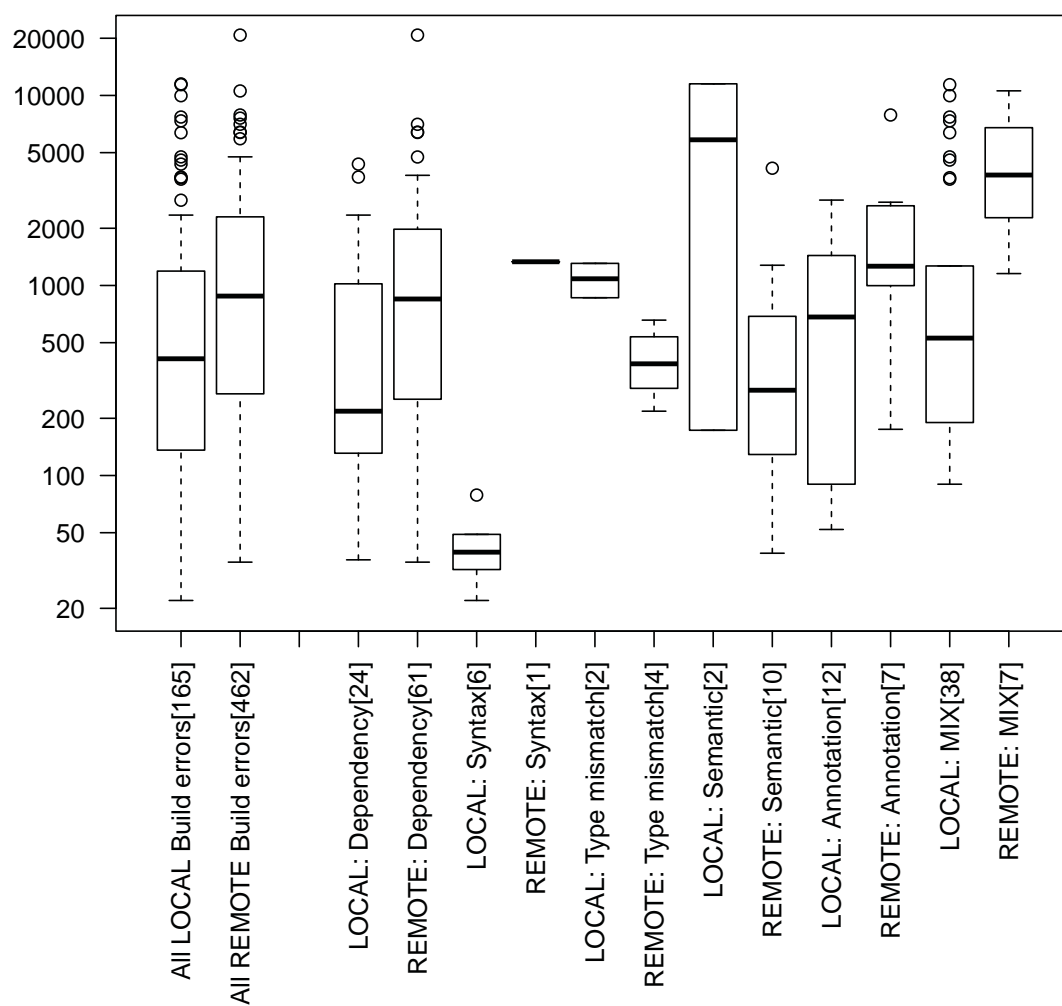 20000
10000
5000
2000
1000
500
200
100
50
20
All LOCAL Build errors[165]
All REMOTE Build errors[462]
LOCAL: Dependency[24]
REMOTE: Dependency[61]
LOCAL: Syntax[6]
REMOTE: Syntax[1]
LOCAL: Type mismatch[2]
REMOTE: Type mismatch[4]
LOCAL: Semantic[2]
REMOTE: Semantic[10]
LOCAL: Annotation[12]
REMOTE: Annotation[7]
LOCAL: MIX[38]
REMOTE: MIX[7]